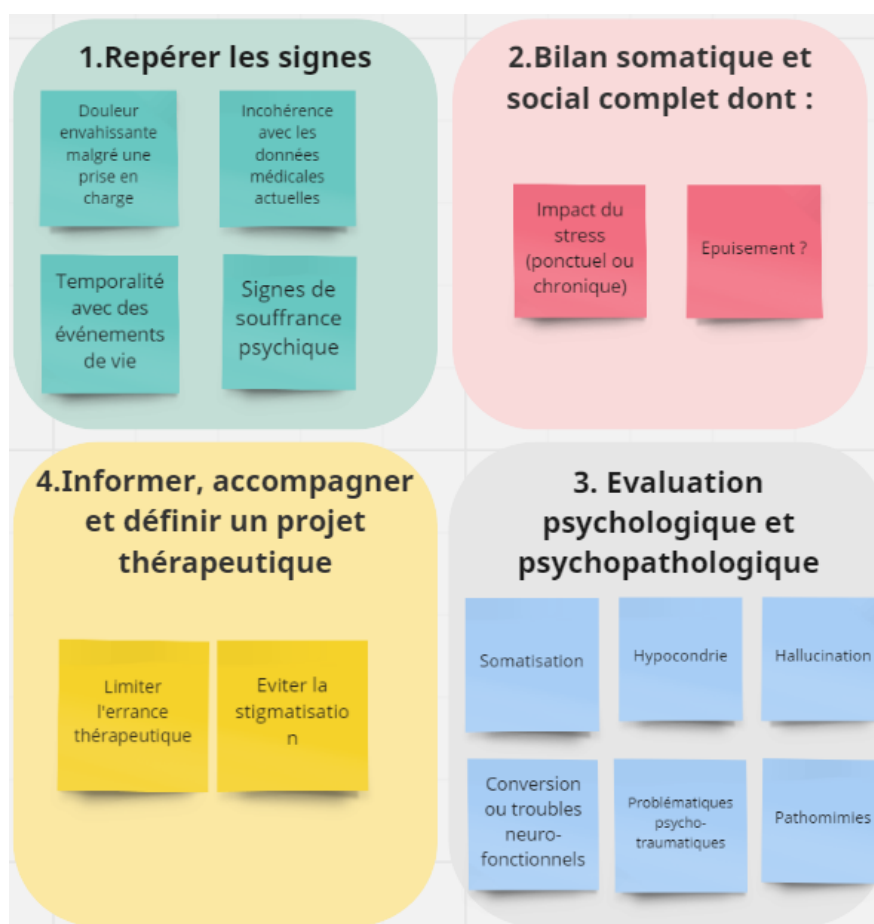 1.Repérer les signes
Douleur
envahissante
malgré une
prise en
charge
Incohérence
avec les
données
médicales
actuelles
Temporalité
avec des
événements
de vie
Signes de
souffrance
psychique
2.Bilan somatique et
social complet dont :
Impact du
stress
(ponctuel ou
chronique)
Epuisement ?
4.Informer, accompagner
et définir un projet
thérapeutique
Limiter
l'errance
thérapeutique
Eviter la
stigmatisatio
n
3. Evaluation
psychologique et
psychopathologique
Somatisation
Hypocondrie
Hallucination
Conversion
ou troubles
neuro-
fonctionnels
Problématiques
psycho-
traumatiques
Pathomimies